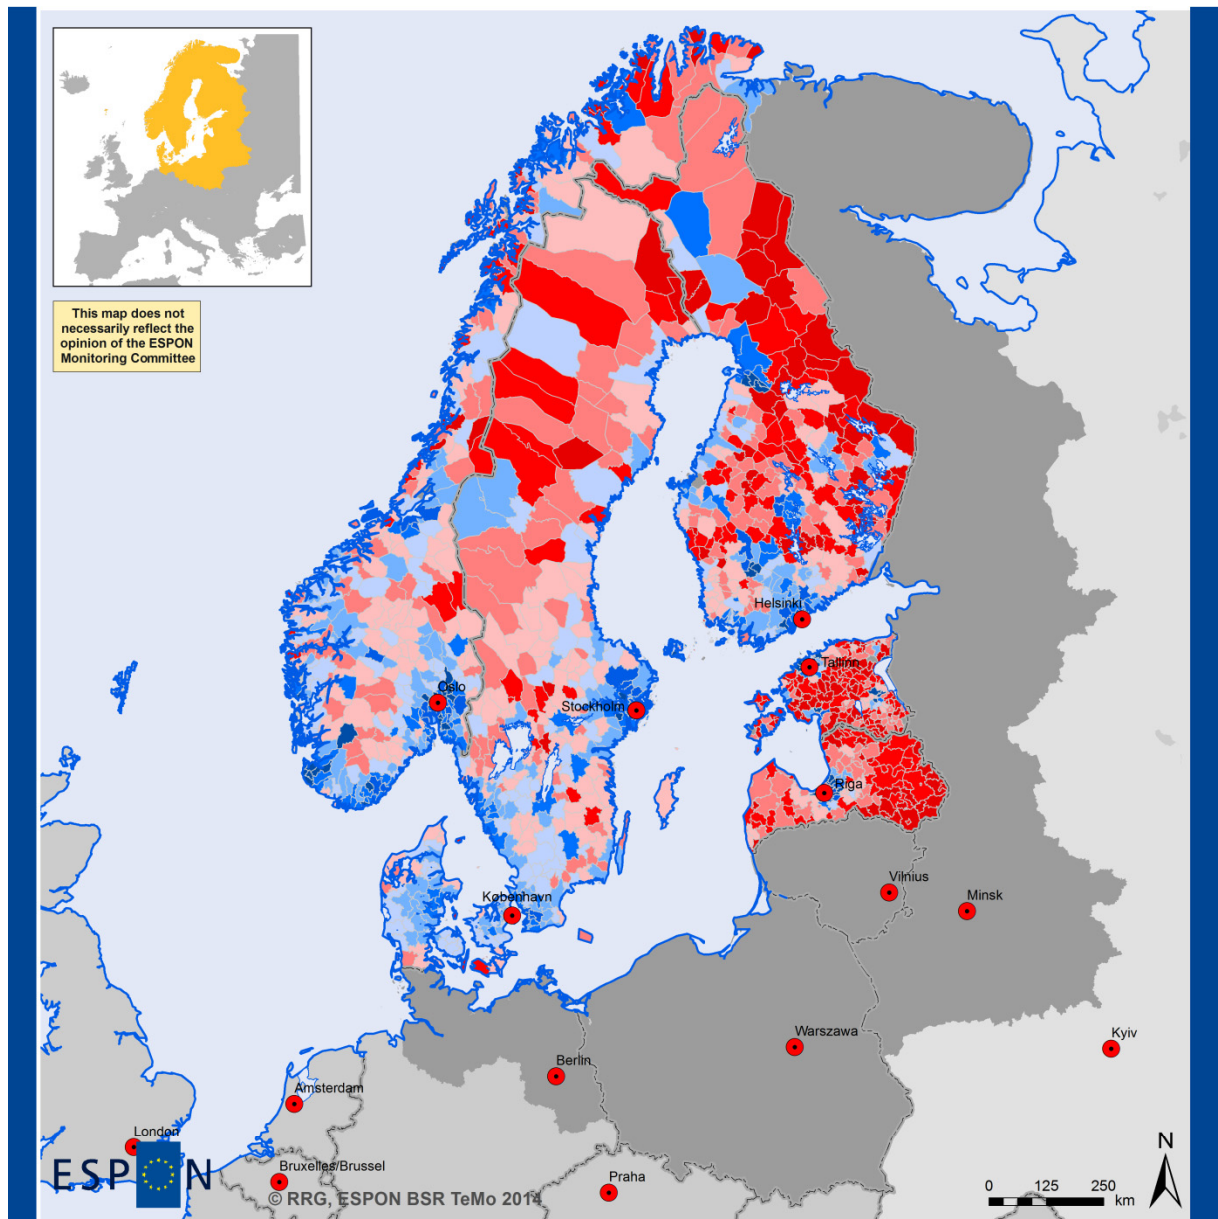 This map does not
necessarily reflect the
opinion of the ESPON
Monitoring Committee
Helsinki
Oslo
Tallinn
Stockholm
Riga
Vilnius
København
Minsk
Warszawa
Kyiv
Berlin
Amsterdam
London
ESPON
Bruxelles/Brussel
Praha
© RRG, ESPON BSR TeMo 2014
N
0 125 250
km